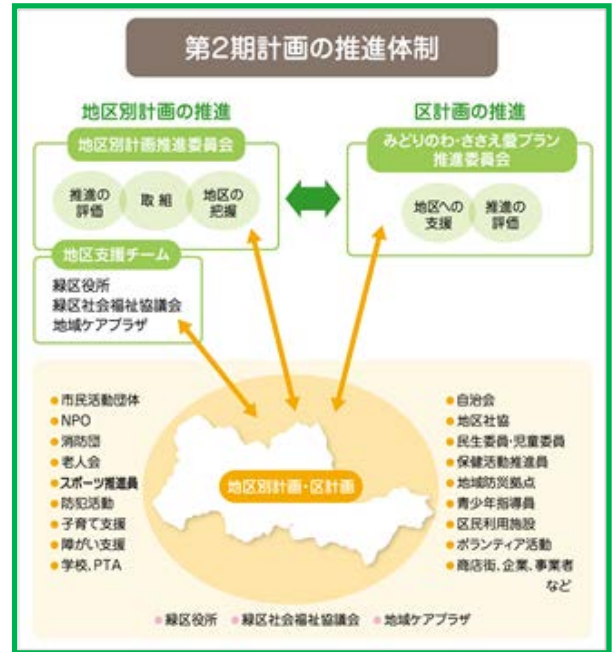 第2期計画の推進体制
地区別計画の推進
地区別計画推進委員会
推進の
評価
取組
地区の
把握
区計画の推進
みどりのわ・ささえ愛プラン
推進委員会
地区への
支援
推進の
評価
地区支援チーム
緑区役所
緑区社会福祉協議会
地域ケアプラザ
●市民活動団体
●NPO
●消防団
●老人会
●スポーツ推進員
●防犯活動
●子育て支援
●障がい支援
●学校、PTA
地区別計画・区計画
●自治会
●地区社協
●民生委員・児童委員
●保健活動推進員
●地域防災拠点
●青少年指導員
●区民利用施設
●ボランティア活動
●商店街、企業、事業者
など
●緑区役所 ●緑区社会福祉協議会 ●地域ケアプラザ